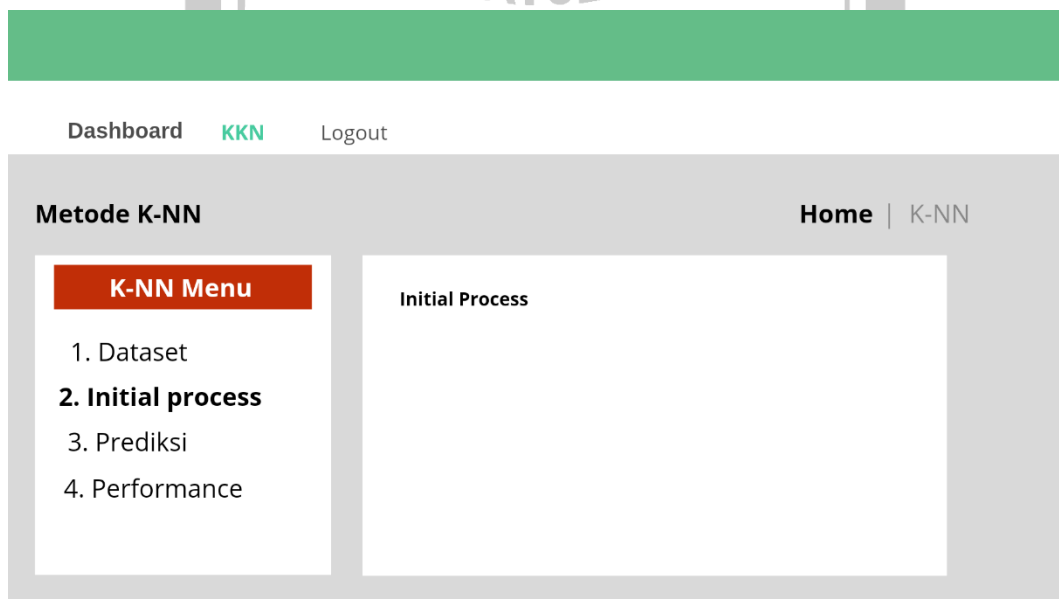 Dashboard KKN Logout
Metode K-NN
Home | K-NN
K-NN Menu
1. Dataset
2. Initial process
3. Prediksi
4. Performance
Initial Process